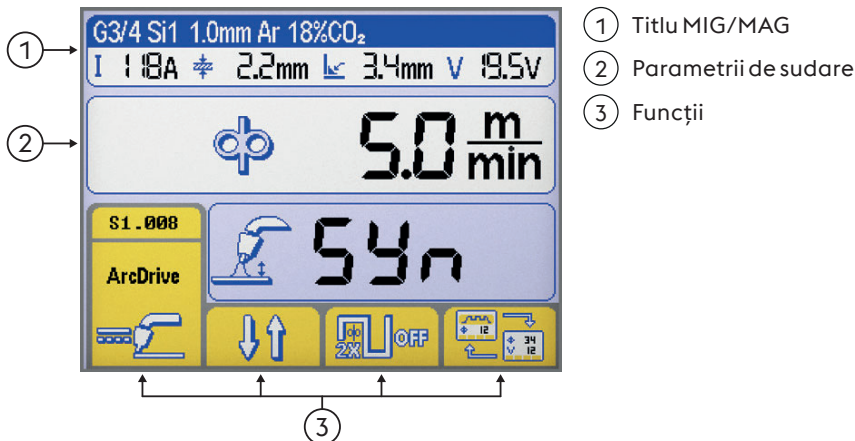 G3/4 Si1 1.0mm Ar 18%CO₂
I 118A 2.2mm 3.4mm V 19.5V
5.0 m/min
S1.008
Syn
ArcDrive
2X OFF 12 34 V 12
1 Titlu MIG/MAG
2 Parametrii de sudare
3 Funcții
1
2
3